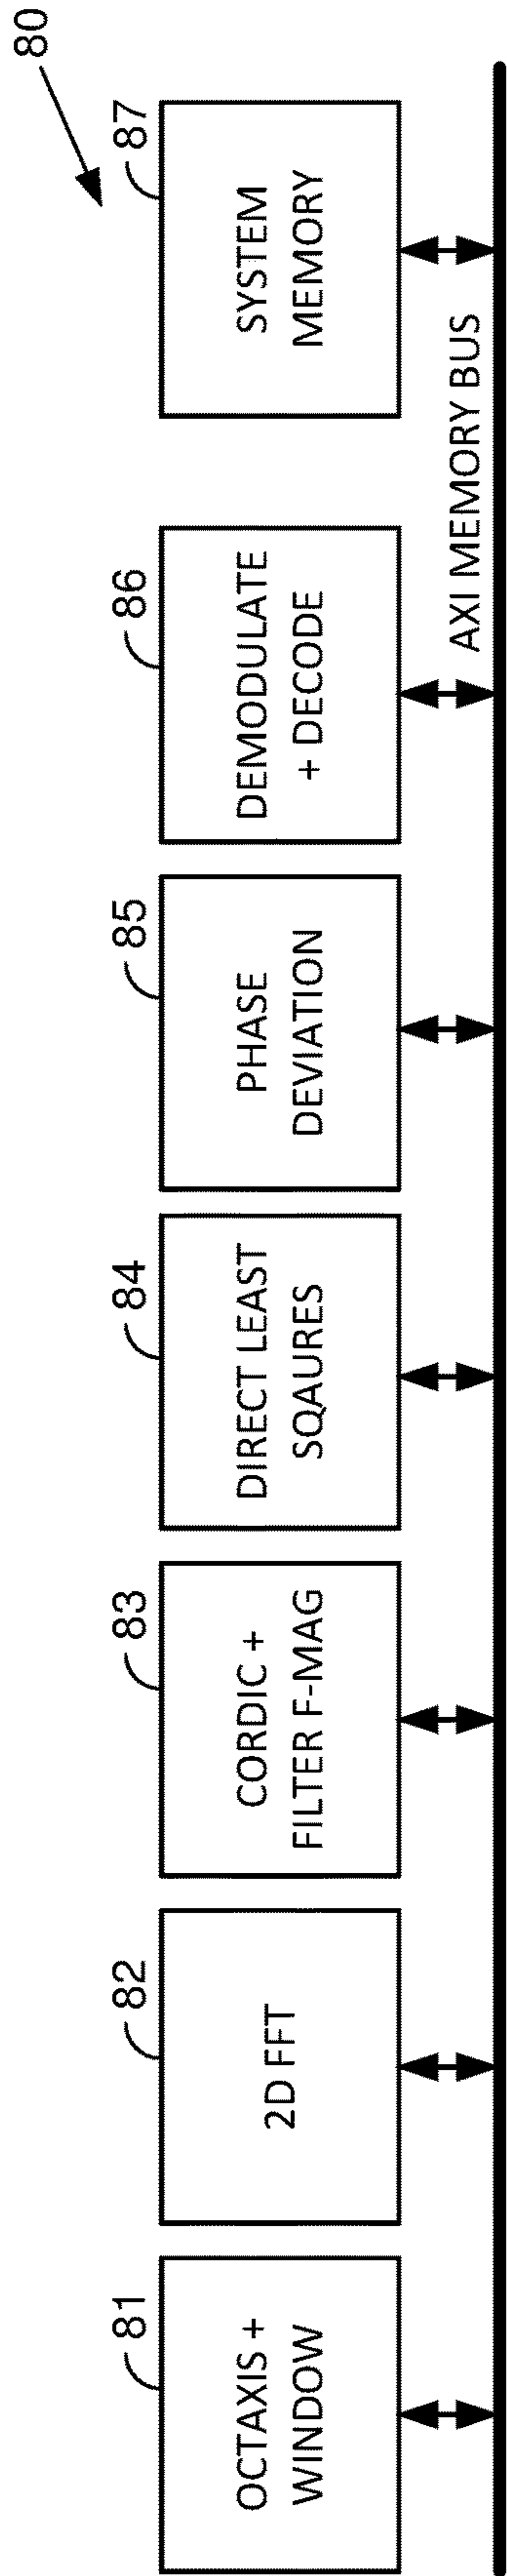 80
81
OCTAXIS +
WINDOW
82
2D FFT
83
CORDIC +
FILTER F-MAG
84
DIRECT LEAST
SQAURES
85
PHASE
DEVIATION
86
DEMODULATE
+ DECODE
87
SYSTEM
MEMORY
AXI MEMORY BUS